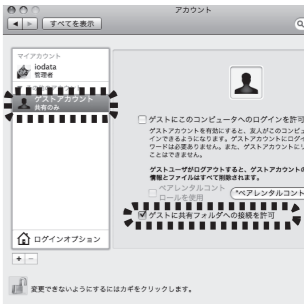 アカウント
すべてを表示
マイアカウント
iodata
管理者
ゲストアカウント
共有のみ
ゲストにこのコンピュータへのログインを許可
ゲストアカウントを有効にすると、友人がこのコンピュ
インできるようになります。ゲストアカウントにログイ
ワードは必要ありません。また、ゲストアカウントにリ
ことはできません。
ゲストユーザがログアウトすると、ゲストアカウントの
情報とファイルはすべて削除されます。
ペアレンタルコント
ロールを使用
"ペアレンタルコント
ゲストに共有フォルダへの接続を許可
ログインオプション
変更できないようにするにはカギをクリックします。